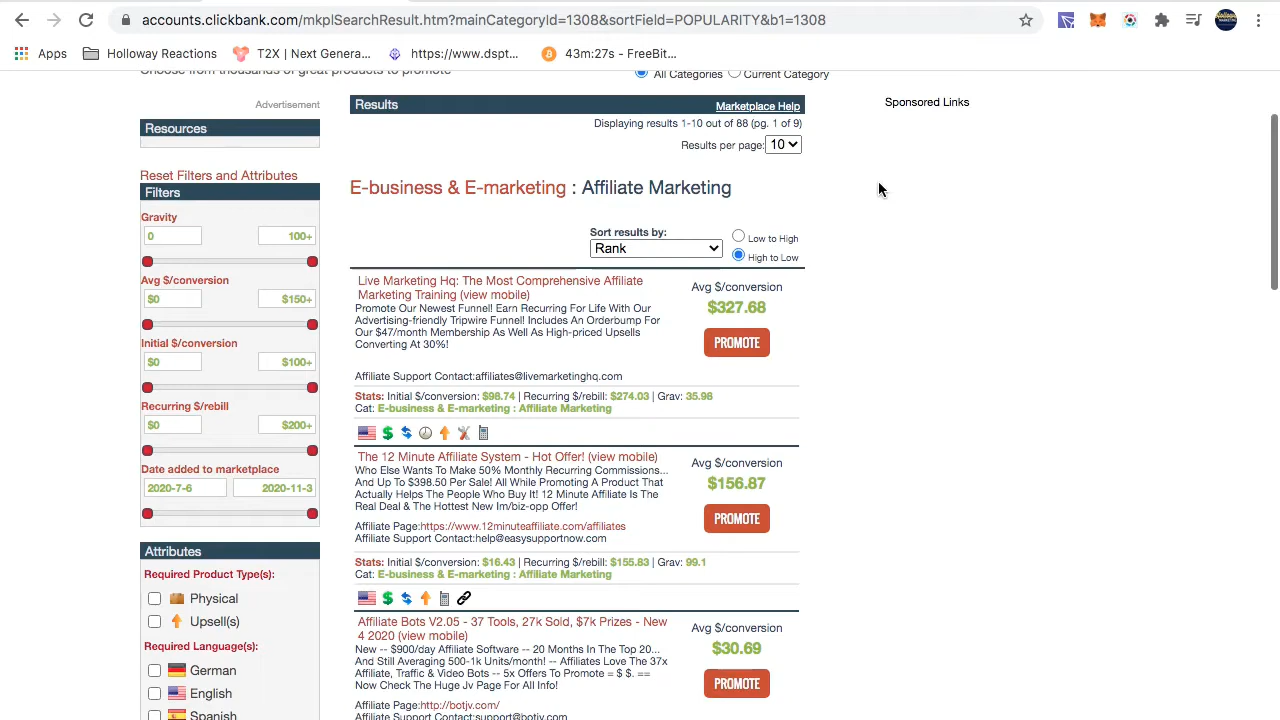 accounts.clickbank.com/mkplSearchResult.htm?mainCategoryId=1308&sortField=POPULARITY&b1=1308
Apps
Holloway Reactions
T2X | Next Genera...
https://www.dspt...
43m:27s - FreeBit...
Choose from thousands of great products to promote
All Categories
Current Category
Advertisement
Resources
Reset Filters and Attributes
Filters
Gravity
0
100+
Avg $/conversion
$0
$150+
Initial $/conversion
$0
$100+
Recurring $/rebill
$0
$200+
Date added to marketplace
2020-7-6
2020-11-3
Attributes
Required Product Type(s):
Physical
Upsell(s)
Required Language(s):
German
English
Spanish
Results
Marketplace Help
Displaying results 1-10 out of 88 (pg. 1 of 9)
Results per page: 10
E-business & E-marketing : Affiliate Marketing
Sort results by:
Rank
Low to High
High to Low
Live Marketing Hq: The Most Comprehensive Affiliate
Marketing Training (view mobile)
Promote Our Newest Funnel! Earn Recurring For Life With Our
Advertising-friendly Tripwire Funnel! Includes An Orderbump For
Our $47/month Membership As Well As High-priced Upsells
Converting At 30%!
Affiliate Support Contact:affiliates@livemarketinghq.com
Avg $/conversion
$327.68
PROMOTE
Stats: Initial $/conversion: $98.74 | Recurring $/rebill: $274.03 | Grav: 35.98
Cat: E-business & E-marketing : Affiliate Marketing
The 12 Minute Affiliate System - Hot Offer! (view mobile)
Who Else Wants To Make 50% Monthly Recurring Commissions...
And Up To $398.50 Per Sale! All While Promoting A Product That
Actually Helps The People Who Buy It! 12 Minute Affiliate Is The
Real Deal & The Hottest New Im/biz-opp Offer!
Affiliate Page:https://www.12minuteaffiliate.com/affiliates
Affiliate Support Contact:help@easysupportnow.com
Avg $/conversion
$156.87
PROMOTE
Stats: Initial $/conversion: $16.43 | Recurring $/rebill: $155.83 | Grav: 99.1
Cat: E-business & E-marketing : Affiliate Marketing
Affiliate Bots V2.05 - 37 Tools, 27k Sold, $7k Prizes - New
4 2020 (view mobile)
New -- $900/day Affiliate Software -- 20 Months In The Top 20...
And Still Averaging 500-1k Units/month! -- Affiliates Love The 37x
Affiliate, Traffic & Video Bots -- 5x Offers To Promote = $ $. ==
Now Check The Huge Jv Page For All Info!
Affiliate Page:http://botjv.com/
Affiliate Support Contact:support@botjv.com
Avg $/conversion
$30.69
PROMOTE
Sponsored Links